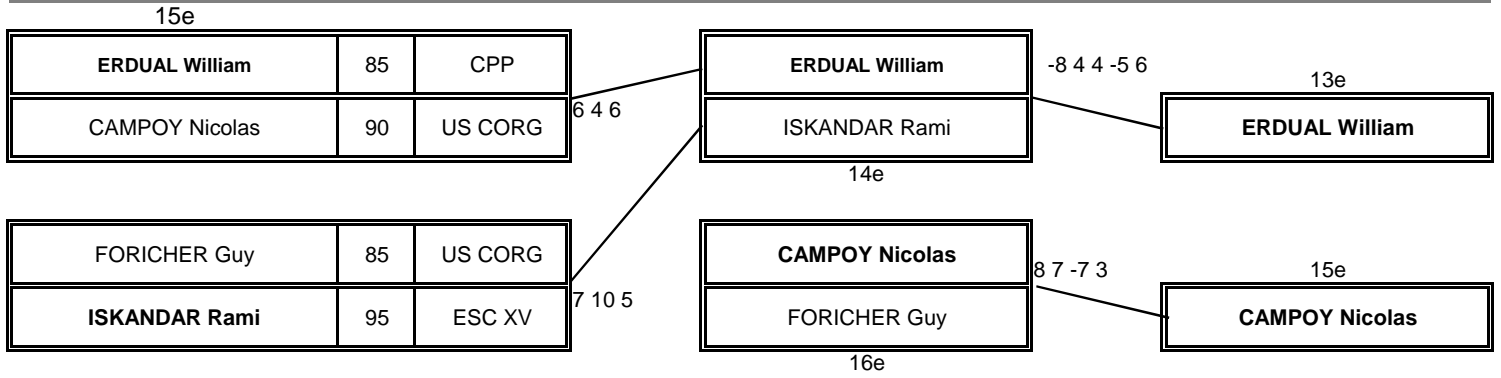 15e
ERDUAL William 85 CPP
CAMPOY Nicolas 90 US CORG
6 4 6
FORICHER Guy 85 US CORG
ISKANDAR Rami 95 ESC XV
7 10 5
ERDUAL William
ISKANDAR Rami
14e
-8 4 4 -5 6
13e
ERDUAL William
CAMPOY Nicolas
FORICHER Guy
16e
8 7 -7 3
15e
CAMPOY Nicolas